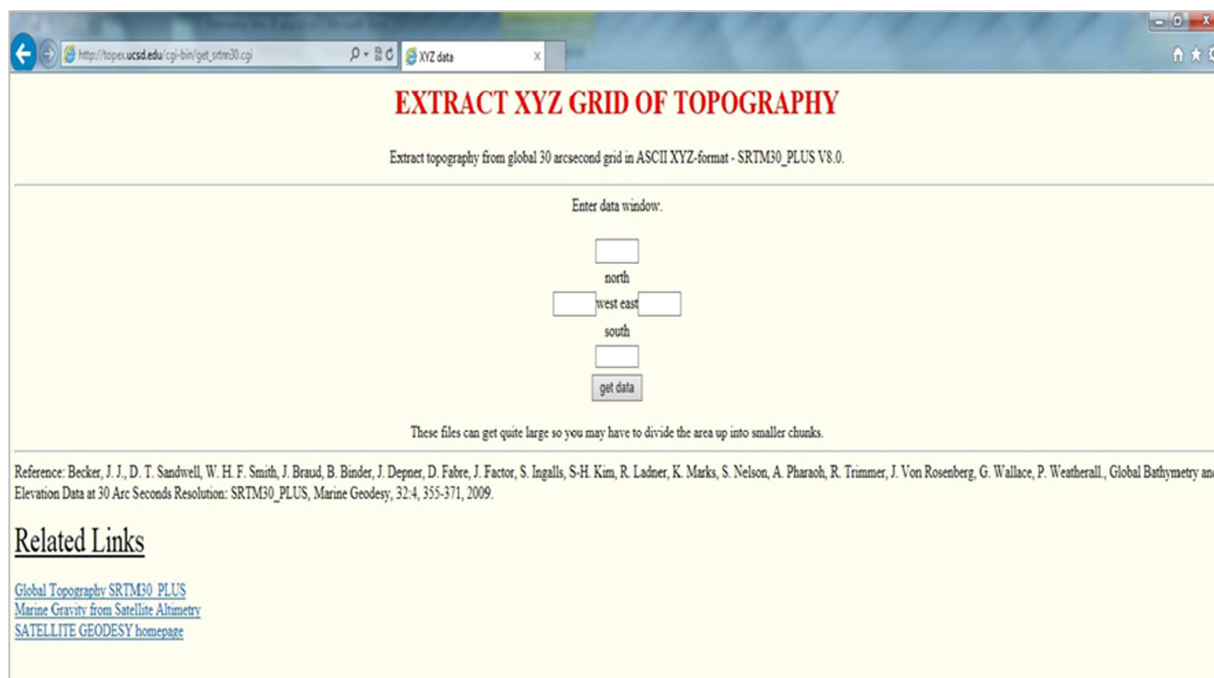 http://topex.ucsd.edu/cgi-bin/get_srtm30.cgi
XYZ data
EXTRACT XYZ GRID OF TOPOGRAPHY
Extract topography from global 30 arcsecond grid in ASCII XYZ-format - SRTM30_PLUS V8.0.
Enter data window.
north
west east
south
get data
These files can get quite large so you may have to divide the area up into smaller chunks.
Reference: Becker, J. J., D. T. Sandwell, W. H. F. Smith, J. Braud, B. Binder, J. Depner, D. Fabre, J. Factor, S. Ingalls, S-H. Kim, R. Ladner, K. Marks, S. Nelson, A. Pharaoh, R. Trimmer, J. Von Rosenberg, G. Wallace, P. Weatherall., Global Bathymetry and
Elevation Data at 30 Arc Seconds Resolution: SRTM30_PLUS, Marine Geodesy, 32:4, 355-371, 2009.
Related Links
Global Topography SRTM30_PLUS
Marine Gravity from Satellite Altimetry
SATELLITE GEODESY homepage